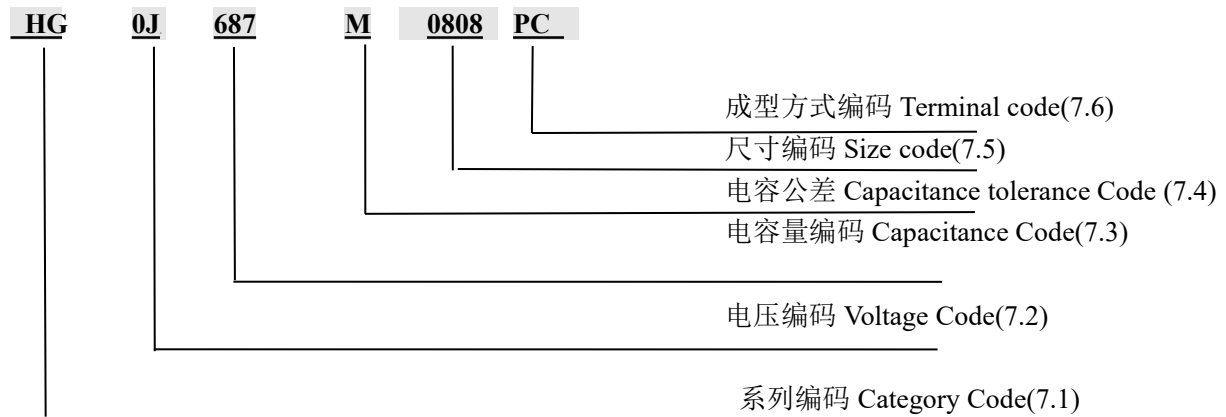 HG 0J 687 M 0808 PC
成型方式编码 Terminal code(7.6)
尺寸编码 Size code(7.5)
电容公差 Capacitance tolerance Code (7.4)
电容量编码 Capacitance Code(7.3)
电压编码 Voltage Code(7.2)
系列编码 Category Code(7.1)